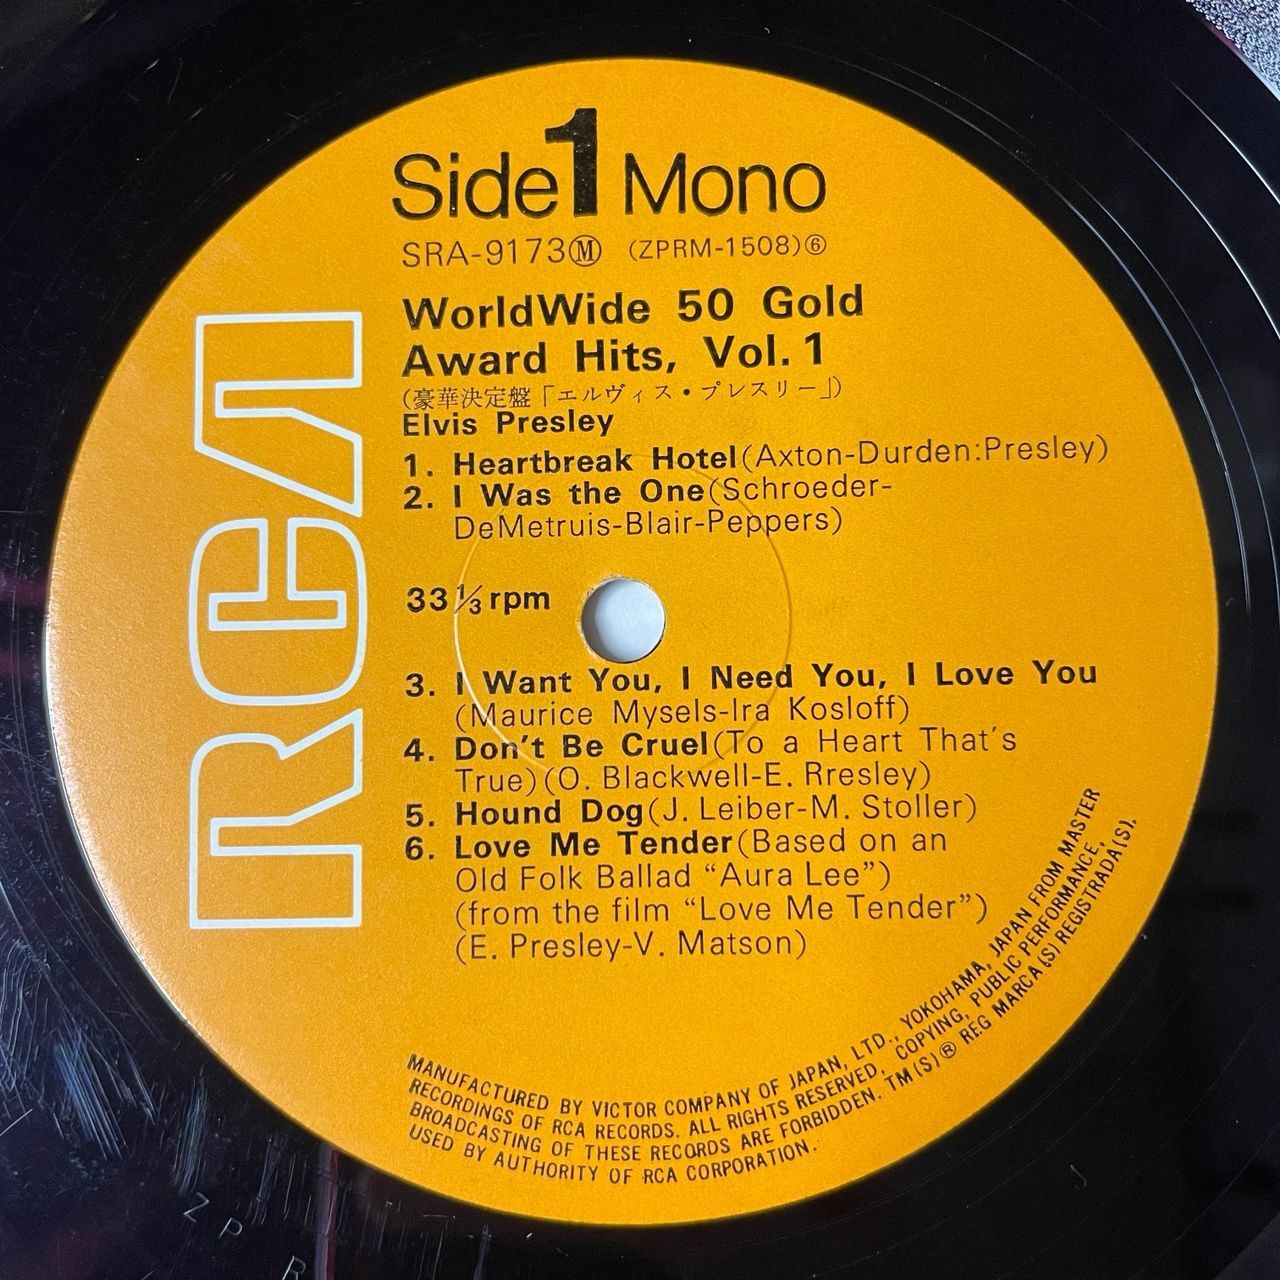 Side 1 Mono
SRA-9173Ⓜ (ZPRM-1508)⑥
WorldWide 50 Gold
Award Hits, Vol. 1
(豪華決定盤「エルヴィス・プレスリー」)
Elvis Presley
1. Heartbreak Hotel(Axton-Durden:Presley)
2. I Was the One(Schroeder-
DeMetruis-Blair-Peppers)
33⅓rpm
3. I Want You, I Need You, I Love You
(Maurice Mysels-Ira Kosloff)
4. Don't Be Cruel(To a Heart That's
True)(O. Blackwell-E. Rresley)
5. Hound Dog(J. Leiber-M. Stoller)
6. Love Me Tender(Based on an
Old Folk Ballad “Aura Lee”)
(from the film “Love Me Tender”)
(E. Presley-V. Matson)
RCA
MANUFACTURED BY VICTOR COMPANY OF JAPAN, LTD., YOKOHAMA, JAPAN FROM MASTER
RECORDINGS OF RCA RECORDS. ALL RIGHTS RESERVED, COPYING, PUBLIC PERFORMANCE,
BROADCASTING OF THESE RECORDS ARE FORBIDDEN. TM(S)® REG MARCA(S) REGISTRADA(S).
USED BY AUTHORITY OF RCA CORPORATION.
Z P R